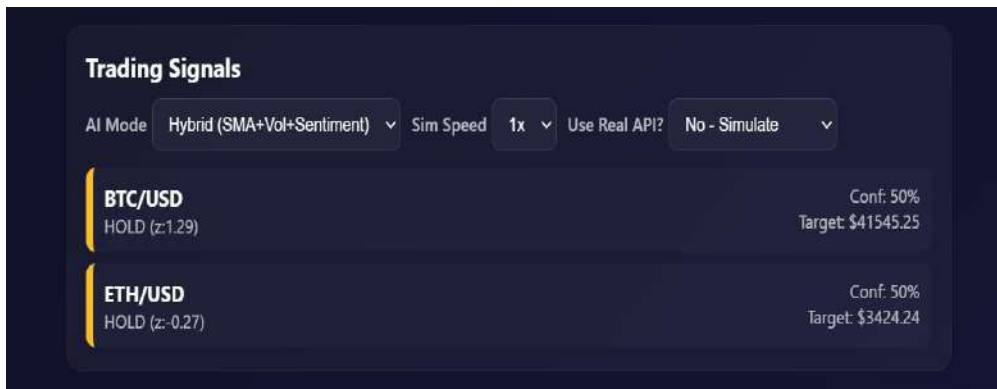 Trading Signals
AI Mode Hybrid (SMA+Vol+Sentiment) Sim Speed 1x Use Real API? No - Simulate
BTC/USD Conf: 50%
HOLD (z:1.29) Target: $41545.25
ETH/USD Conf: 50%
HOLD (z:-0.27) Target: $3424.24